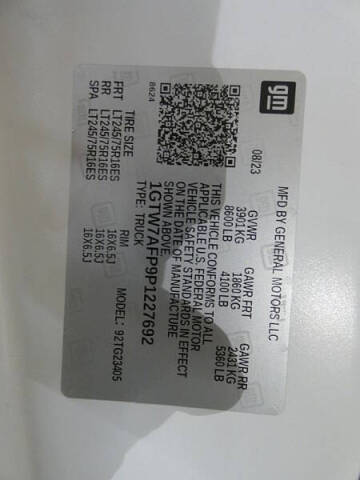 gm
MFD BY GENERAL MOTORS LLC
08/23 GVWR GAWR FRT GAWR RR
3901 KG 1860 KG 2431 KG
8600 LB 4100 LB 5360 LB
THIS VEHICLE CONFORMS TO ALL
APPLICABLE U.S. FEDERAL MOTOR
VEHICLE SAFETY STANDARDS IN EFFECT
ON THE DATE OF MANUFACTURE
SHOWN ABOVE.
1GTW7AFP9P1227692
8624 TYPE: TRUCK MODEL: 92TG23405
TIRE SIZE RIM
FRT LT245/75R16ES 16X6.5J
RR LT245/75R16ES 16X6.5J
SPA LT245/75R16ES 16X6.5J